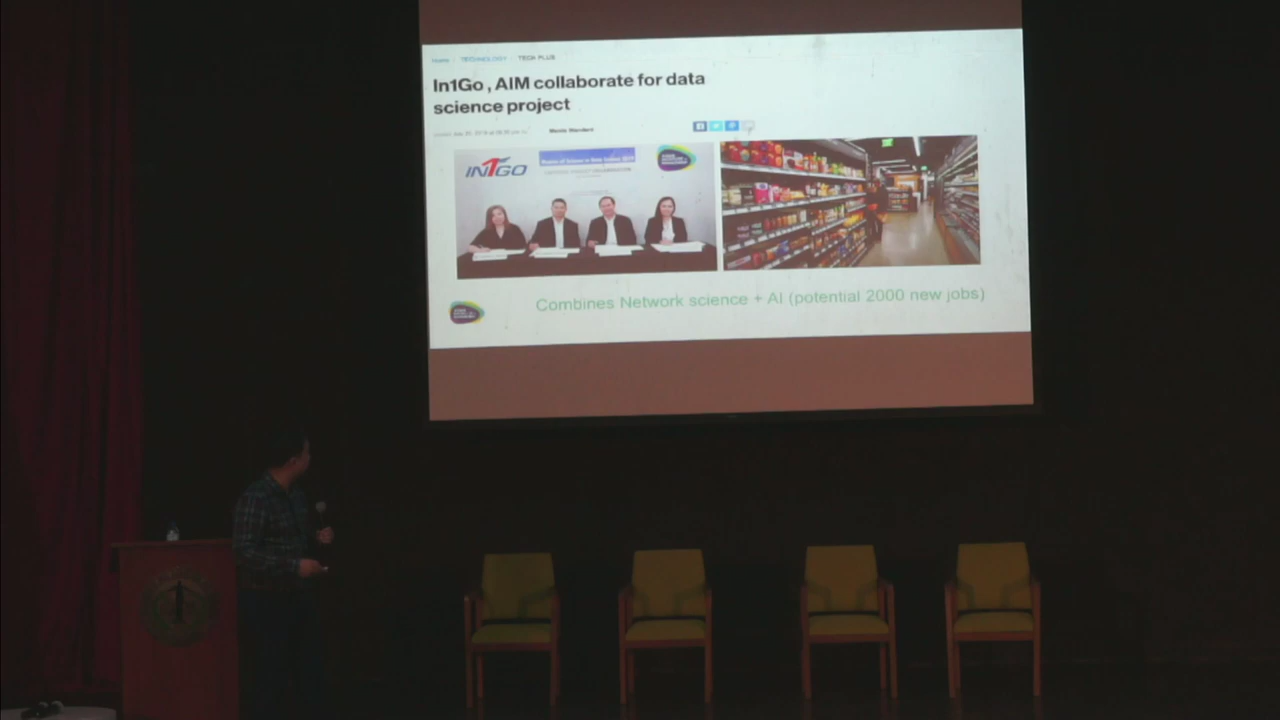 Home TECHNOLOGY TECH PLUS
In1Go , AIM collaborate for data
science project
Manila Standard
IN1GO
Combines Network science + AI (potential 2000 new jobs)